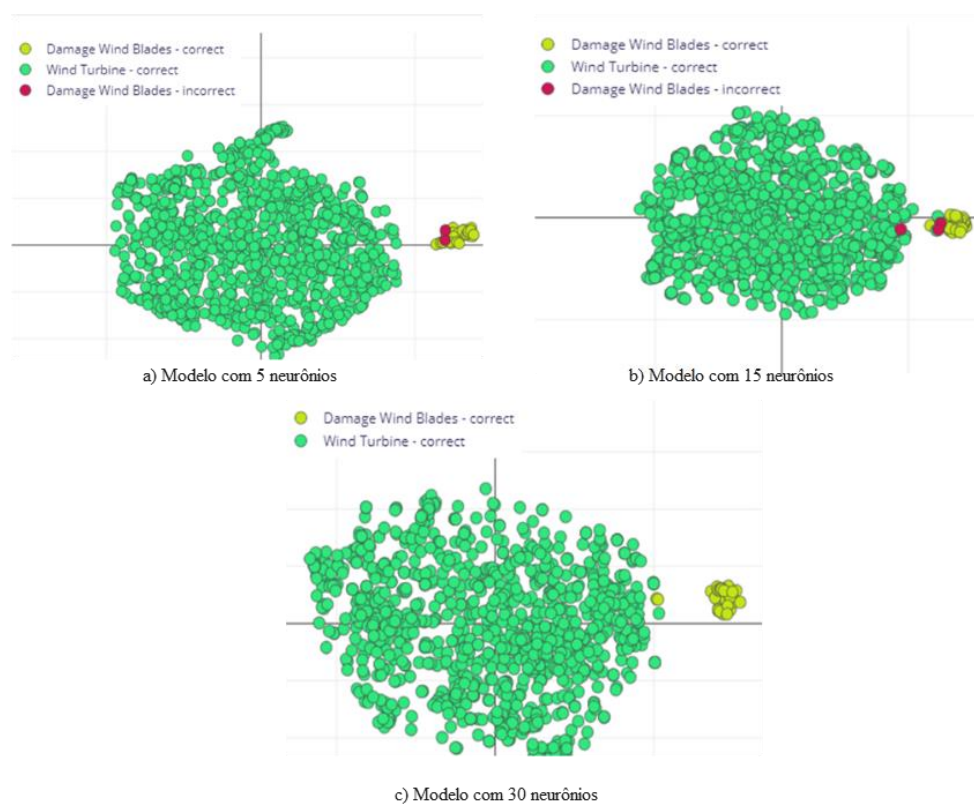 Damage Wind Blades - correct
Wind Turbine - correct
Damage Wind Blades - incorrect
a) Modelo com 5 neurônios
Damage Wind Blades - correct
Wind Turbine - correct
Damage Wind Blades - incorrect
b) Modelo com 15 neurônios
Damage Wind Blades - correct
Wind Turbine - correct
c) Modelo com 30 neurônios